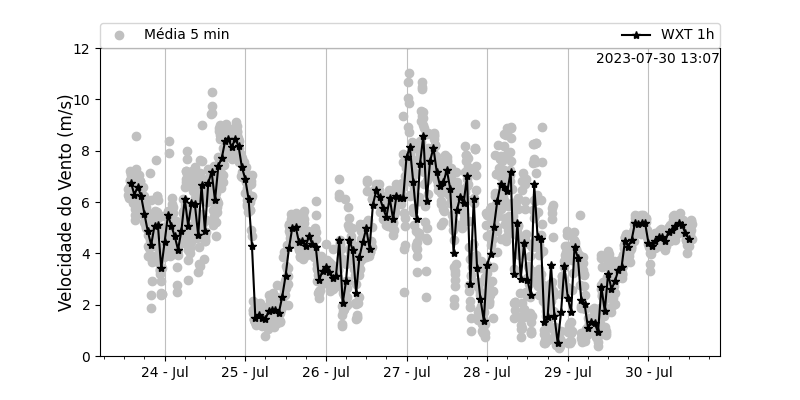 Média 5 min
WXT 1h
2023-07-30 13:07
Velocidade do Vento (m/s)
12
10
8
6
4
2
0
24 - Jul
25 - Jul
26 - Jul
27 - Jul
28 - Jul
29 - Jul
30 - Jul